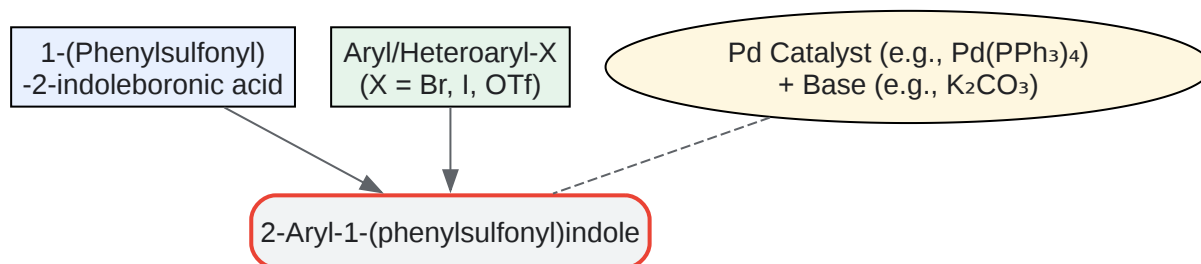 1-(Phenylsulfonyl)
-2-indoleboronic acid
Aryl/Heteroaryl-X
(X = Br, I, OTf)
Pd Catalyst (e.g., Pd(PPh₃)₄)
+ Base (e.g., K₂CO₃)
2-Aryl-1-(phenylsulfonyl)indole